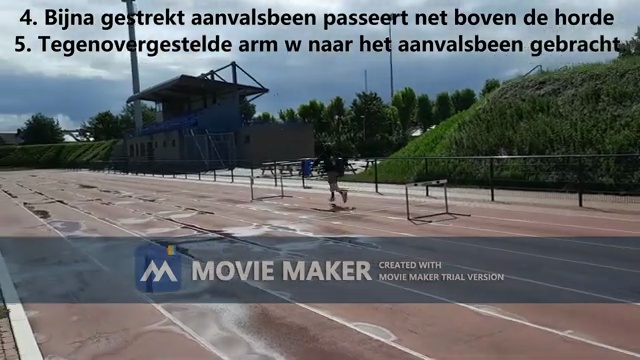 4. Bijna gestrekt aanvalsbeen passeert net boven de horde
5. Tegenovergestelde arm w naar het aanvalsbeen gebracht
MOVIE MAKER
CREATED WITH
MOVIE MAKER TRIAL VERSION